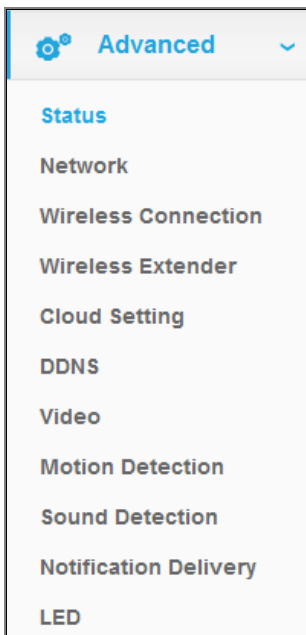 Advanced
Status
Network
Wireless Connection
Wireless Extender
Cloud Setting
DDNS
Video
Motion Detection
Sound Detection
Notification Delivery
LED